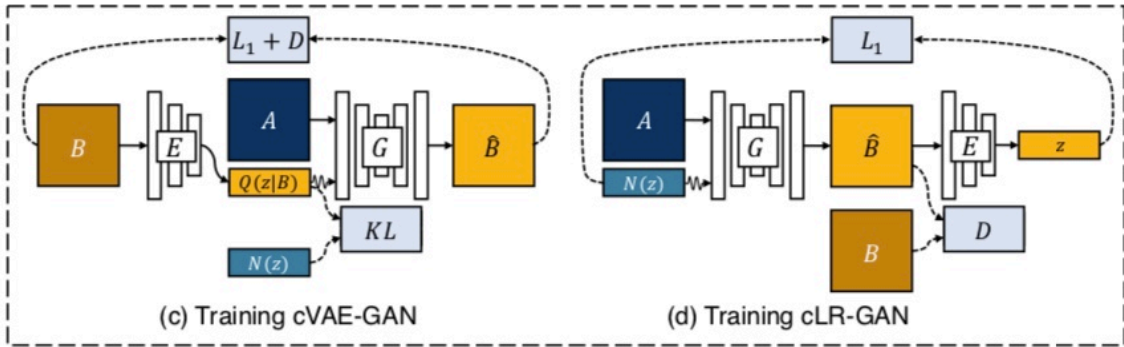 L₁ + D
B
E
A
Q(z|B)
N(z)
G
KL
B̂
(c) Training cVAE-GAN
L₁
A
N(z)
G
B̂
B
E
z
D
(d) Training cLR-GAN